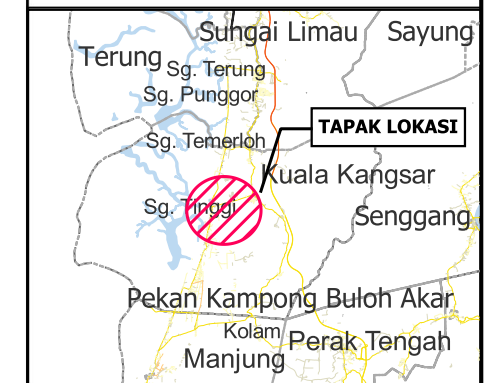 Sungai Limau
Sayung
Terung
Sg. Terung
Sg. Punggor
TAPAK LOKASI
Sg. Temerloh
Kuala Kangsar
Sg. Tinggi
Senggang
Pekan Kampong Buloh Akar
Kolam
Perak Tengah
Manjung